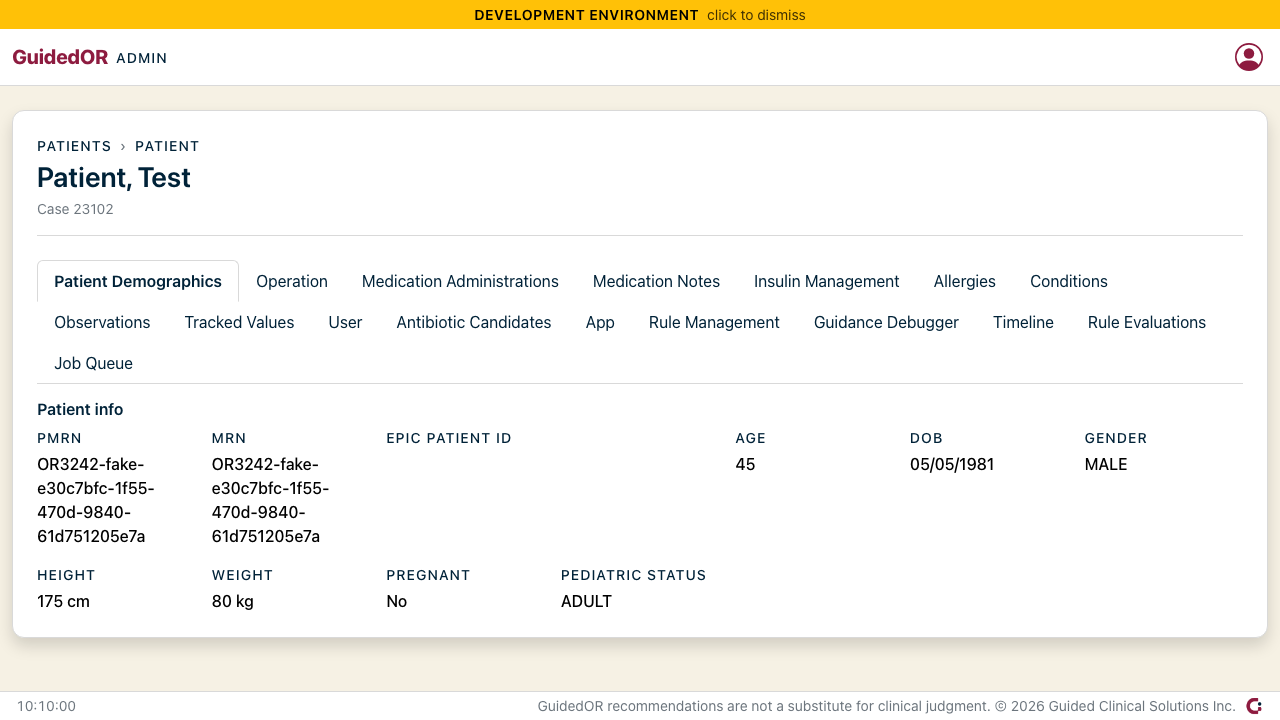 DEVELOPMENT ENVIRONMENT click to dismiss
GuidedOR ADMIN
PATIENTS › PATIENT
Patient, Test
Case 23102
Patient Demographics Operation Medication Administrations Medication Notes Insulin Management Allergies Conditions
Observations Tracked Values User Antibiotic Candidates App Rule Management Guidance Debugger Timeline Rule Evaluations
Job Queue
Patient info
PMRN MRN EPIC PATIENT ID AGE DOB GENDER
OR3242-fake- OR3242-fake- 45 05/05/1981 MALE
e30c7bfc-1f55- e30c7bfc-1f55-
470d-9840- 470d-9840-
61d751205e7a 61d751205e7a
HEIGHT WEIGHT PREGNANT PEDIATRIC STATUS
175 cm 80 kg No ADULT
10:10:00 GuidedOR recommendations are not a substitute for clinical judgment. © 2026 Guided Clinical Solutions Inc.